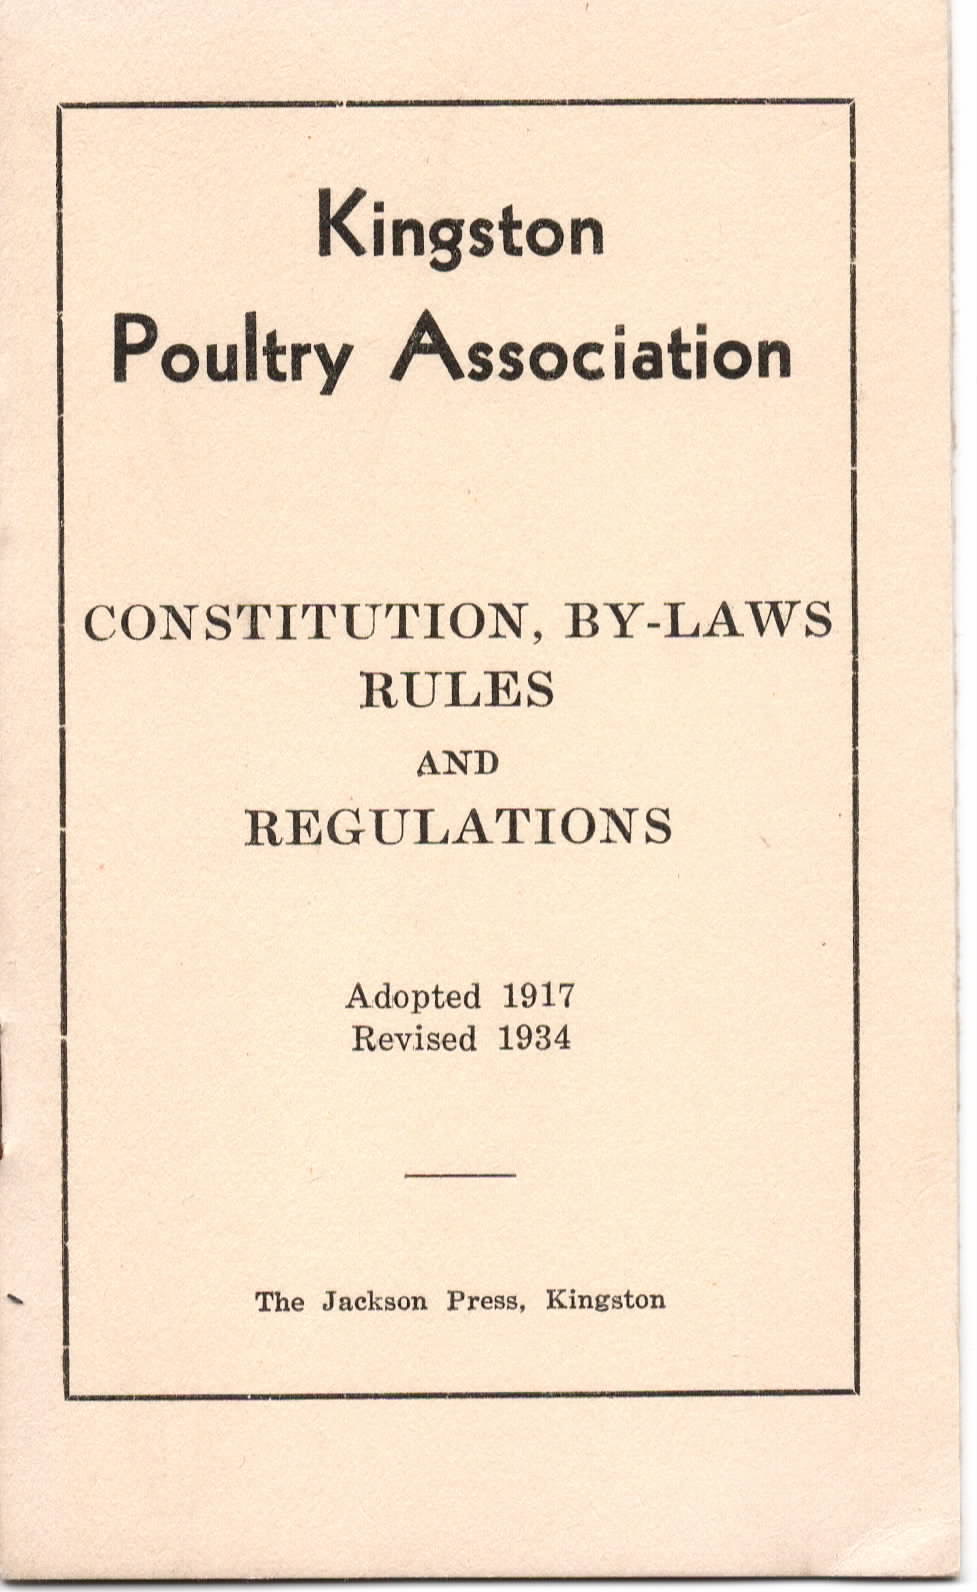 Kingston
Poultry Association
CONSTITUTION, BY-LAWS
RULES
AND
REGULATIONS
Adopted 1917
Revised 1934
The Jackson Press, Kingston